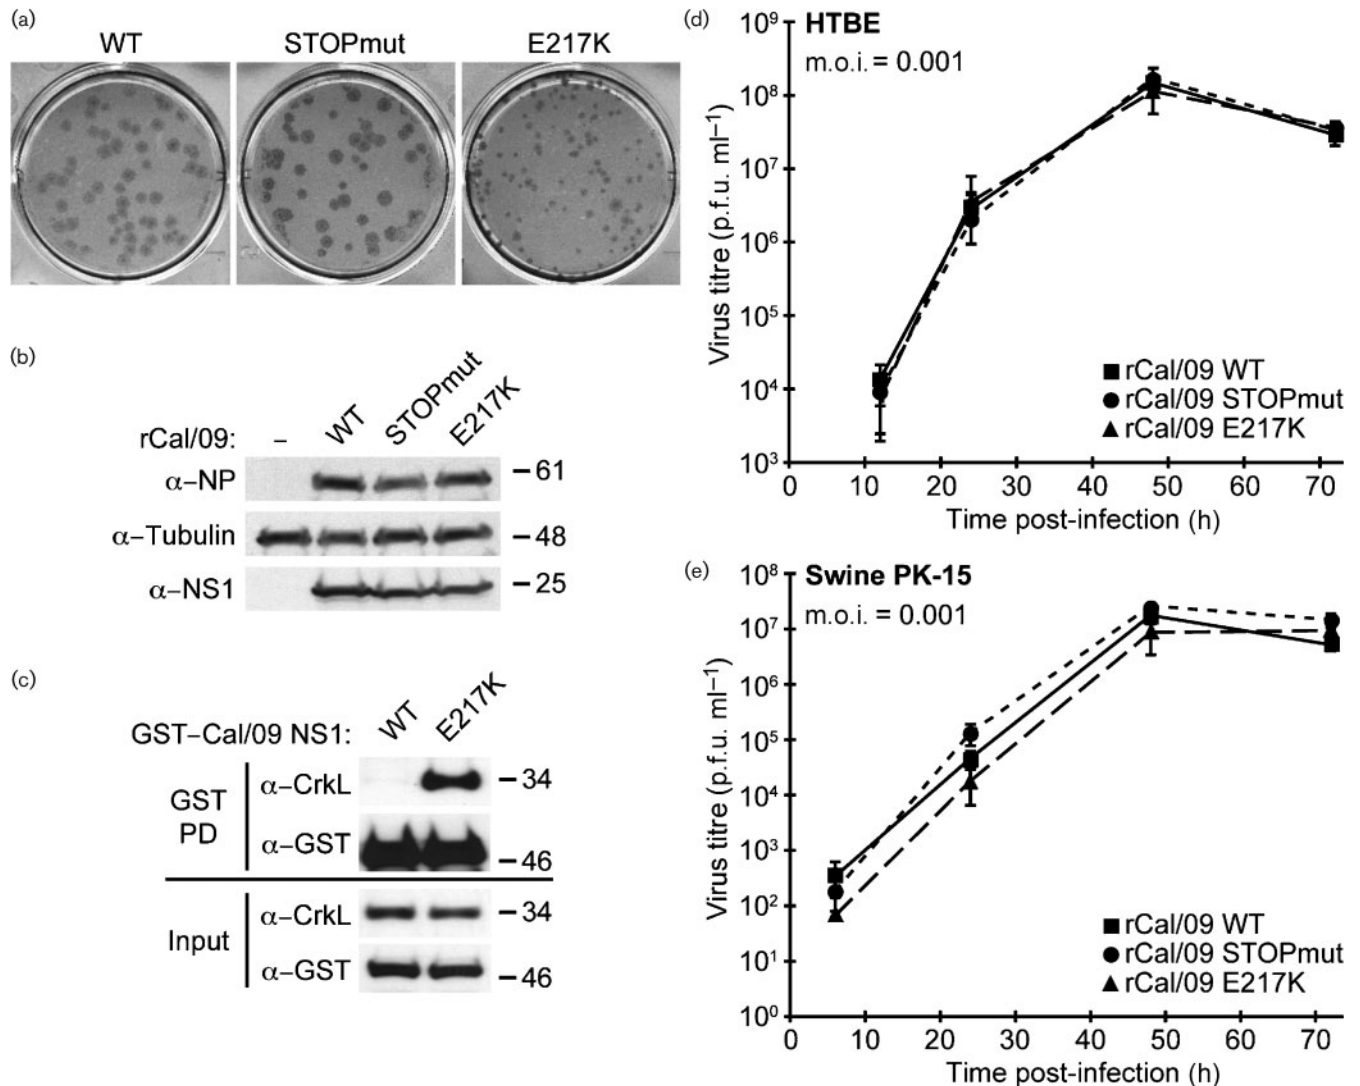 (a)
WT STOPmut E217K
(b)
rCal/09: – WT STOPmut E217K
α–NP –61
α–Tubulin –48
α–NS1 –25
(c)
GST–Cal/09 NS1: WT E217K
GST PD
α–CrkL –34
α–GST –46
Input
α–CrkL –34
α–GST –46
(d)
HTBE
m.o.i. = 0.001
Virus titre (p.f.u. ml⁻¹)
10⁹
10⁸
10⁷
10⁶
10⁵
10⁴
10³
■ rCal/09 WT
● rCal/09 STOPmut
▲ rCal/09 E217K
0 10 20 30 40 50 60 70
Time post-infection (h)
(e)
Swine PK-15
m.o.i. = 0.001
Virus titre (p.f.u. ml⁻¹)
10⁸
10⁷
10⁶
10⁵
10⁴
10³
10²
10¹
10⁰
■ rCal/09 WT
● rCal/09 STOPmut
▲ rCal/09 E217K
0 10 20 30 40 50 60 70
Time post-infection (h)